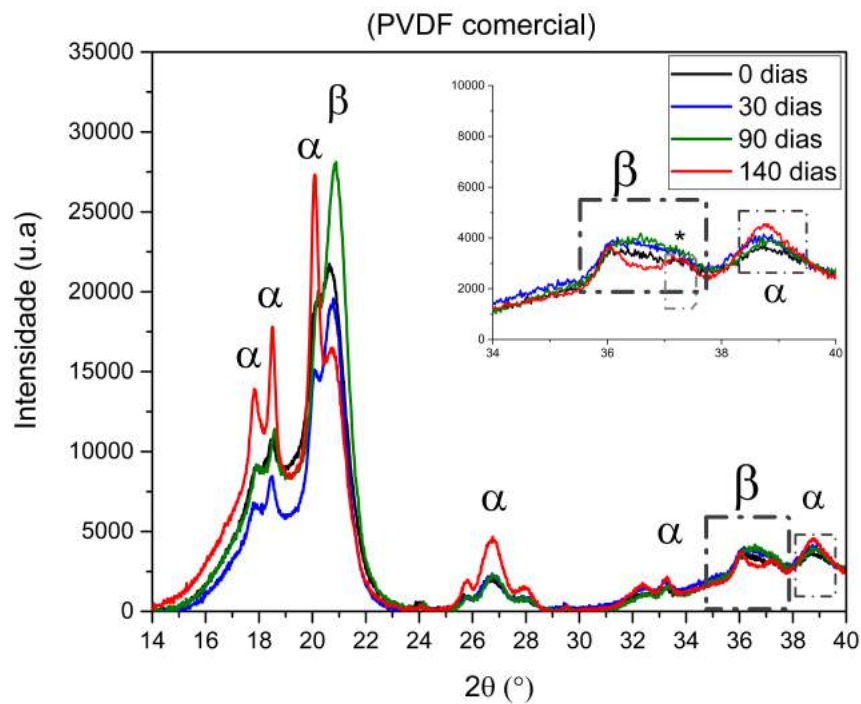 (PVDF comercial)
35000
30000
25000
20000
15000
10000
5000
0
Intensidade (u.a)
14 16 18 20 22 24 26 28 30 32 34 36 38 40
2θ (°)
α
α
α
β
α
α
β
α
10000
8000
6000
4000
2000
0
34 36 38 40
β
*
α
0 dias
30 dias
90 dias
140 dias